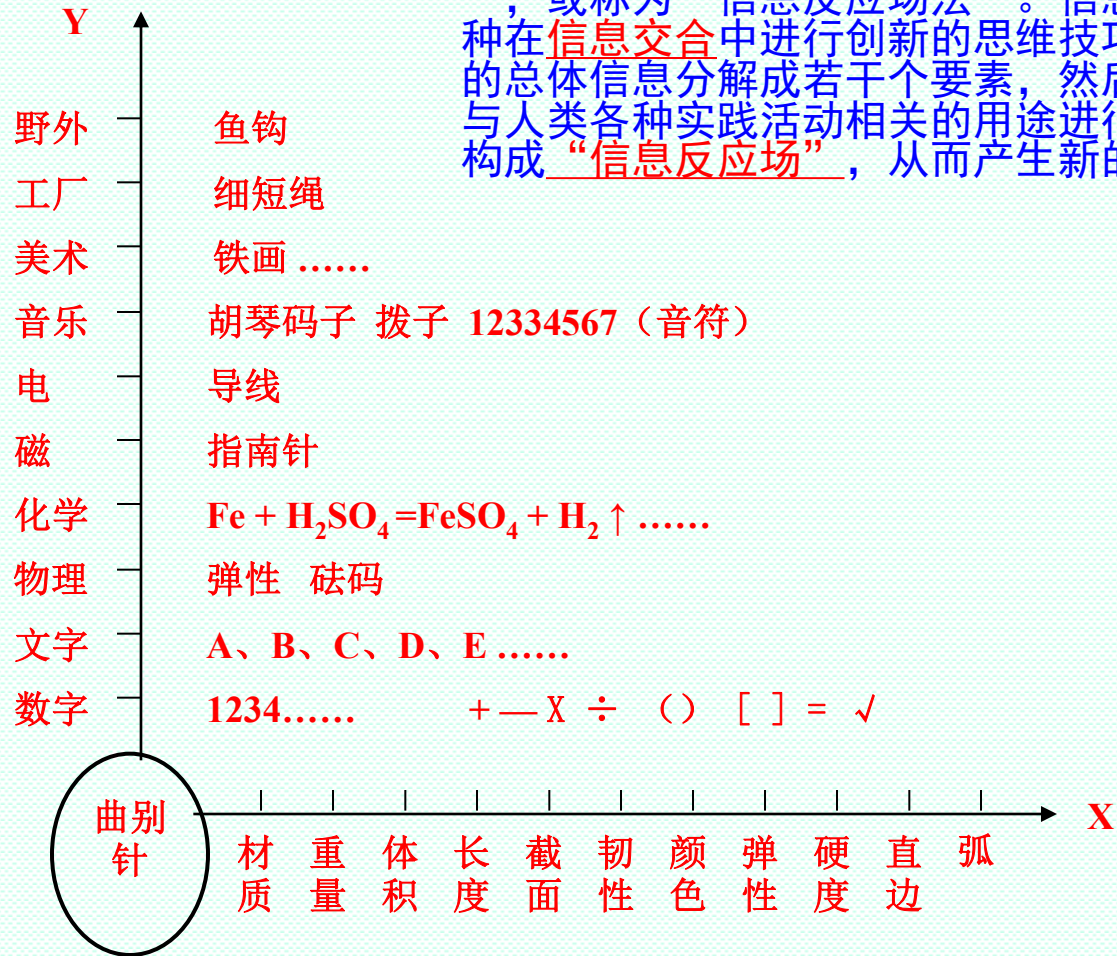 Y
，或称为“信息反应场法”。信息
种在信息交合中进行创新的思维技
的总体信息分解成若干个要素，然
与人类各种实践活动相关的用途进行
构成“信息反应场”，从而产生新的
野外 鱼钩
工厂 细短绳
美术 铁画 ……
音乐 胡琴码子 拨子 12334567（音符）
电 导线
磁 指南针
化学 Fe + H₂SO₄ =FeSO₄ + H₂ ↑ ……
物理 弹性 砝码
文字 A、B、C、D、E ……
数字 1234…… + — X ÷ （） [ ] = √
曲别针
X
材质 重量 体积 长度 截面 韧性 颜色 弹性 硬度 直边 弧